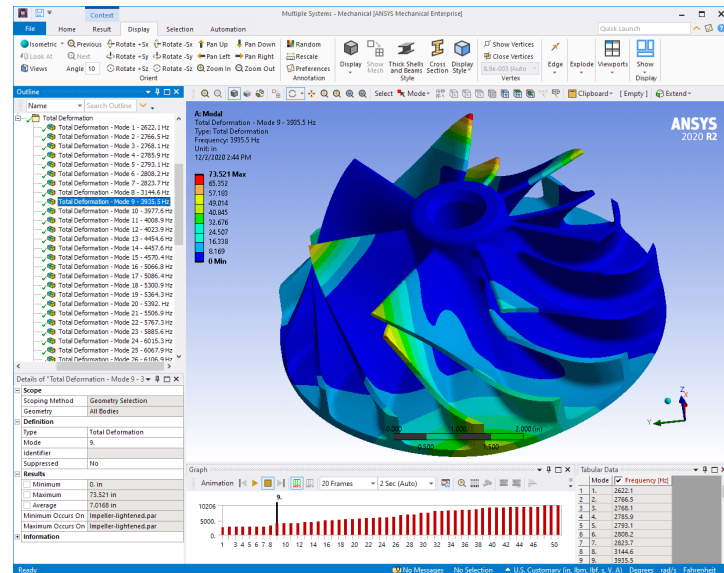 Context
Multiple Systems - Mechanical [ANSYS Mechanical Enterprise]
File Home Result Display Selection Automation
Quick Launch
Isometric Previous Rotate +Sx Rotate -Sx Pan Up Pan Down Random
Look At Next Rotate +Sy Rotate -Sy Pan Left Pan Right Rescale
Views Angle 10 Rotate +Sz Rotate -Sz Zoom In Zoom Out Preferences
Display Show Mesh Thick Shells and Beams Cross Section Display Style
Show Vertices
Close Vertices
Edge Explode Viewports Show
Orient Annotation Style Vertex Display
Outline
Name Search Outline
Select Mode Clipboard [ Empty ] Extend
Total Deformation
Total Deformation - Mode 1 - 2622.1 Hz
Total Deformation - Mode 2 - 2766.5 Hz
Total Deformation - Mode 3 - 2768.1 Hz
Total Deformation - Mode 4 - 2785.9 Hz
Total Deformation - Mode 5 - 2793.1 Hz
Total Deformation - Mode 6 - 2808.2 Hz
Total Deformation - Mode 7 - 2823.7 Hz
Total Deformation - Mode 8 - 3144.6 Hz
Total Deformation - Mode 9 - 3935.5 Hz
Total Deformation - Mode 10 - 3977.6 Hz
Total Deformation - Mode 11 - 4008.9 Hz
Total Deformation - Mode 12 - 4023.9 Hz
Total Deformation - Mode 13 - 4454.6 Hz
Total Deformation - Mode 14 - 4457.6 Hz
Total Deformation - Mode 15 - 4570.4 Hz
Total Deformation - Mode 16 - 5066.8 Hz
Total Deformation - Mode 17 - 5086.4 Hz
Total Deformation - Mode 18 - 5300.9 Hz
Total Deformation - Mode 19 - 5364.3 Hz
Total Deformation - Mode 20 - 5392. Hz
Total Deformation - Mode 21 - 5506.9 Hz
Total Deformation - Mode 22 - 5767.3 Hz
Total Deformation - Mode 23 - 5885.6 Hz
Total Deformation - Mode 24 - 6015.3 Hz
Total Deformation - Mode 25 - 6067.9 Hz
Total Deformation - Mode 26 - 6106.9 Hz
A: Modal
Total Deformation - Mode 9 - 3935.5 Hz
Type: Total Deformation
Frequency: 3935.5 Hz
Unit: in
12/2/2020 2:44 PM
73.521 Max
65.352
57.183
49.014
40.845
32.676
24.507
16.338
8.169
0 Min
ANSYS
2020 R2
0.000 1.000 2.000 (in)
0.500 1.500
Z
X
Y
Details of "Total Deformation - Mode 9 - 3
Scope
Scoping Method Geometry Selection
Geometry All Bodies
Definition
Type Total Deformation
Mode 9.
Identifier
Suppressed No
Results
Minimum 0. in
Maximum 73.521 in
Average 7.0168 in
Minimum Occurs On Impeller-lightened.par
Maximum Occurs On Impeller-lightened.par
Information
Graph
Animation 20 Frames 2 Sec (Auto)
9.
10206
5000.
0.
1 3 4 5 6 7 8 10 12 14 16 18 20 22 24 26 28 30 32 34 36 38 40 42 44 46 50
Tabular Data
Mode Frequency [Hz]
1 1. 2622.1
2 2. 2766.5
3 3. 2768.1
4 4. 2785.9
5 5. 2793.1
6 6. 2808.2
7 7. 2823.7
8 8. 3144.6
9 9. 3935.5
Ready
No Messages No Selection U.S. Customary (in, lbm, lbf, s, V, A) Degrees rad/s Fahrenheit